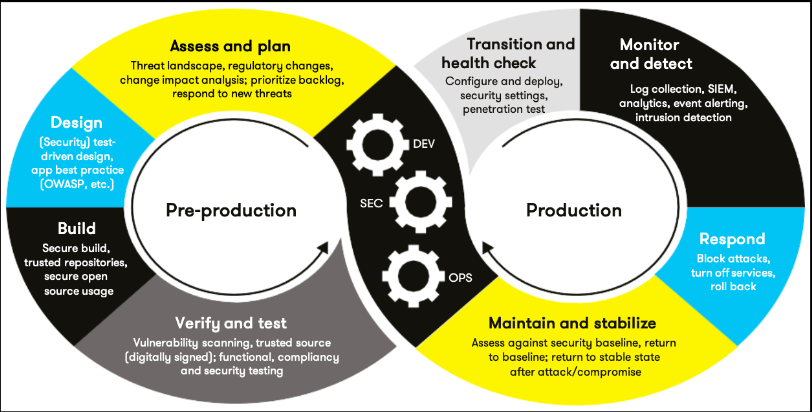 Assess and plan
Threat landscape, regulatory changes,
change impact analysis; prioritize backlog,
respond to new threats
Design
(Security) test-
driven design,
app best practice
(OWASP, etc.)
Build
Secure build,
trusted repositories,
secure open
source usage
Verify and test
Vulnerability scanning, trusted source
(digitally signed); functional, compliancy
and security testing
Pre-production
DEV
SEC
OPS
Transition and
health check
Configure and deploy,
security settings,
penetration test
Monitor
and detect
Log collection, SIEM,
analytics, event alerting,
intrusion detection
Respond
Block attacks,
turn off services,
roll back
Maintain and stabilize
Assess against security baseline, return
to baseline; return to stable state
after attack/compromise
Production